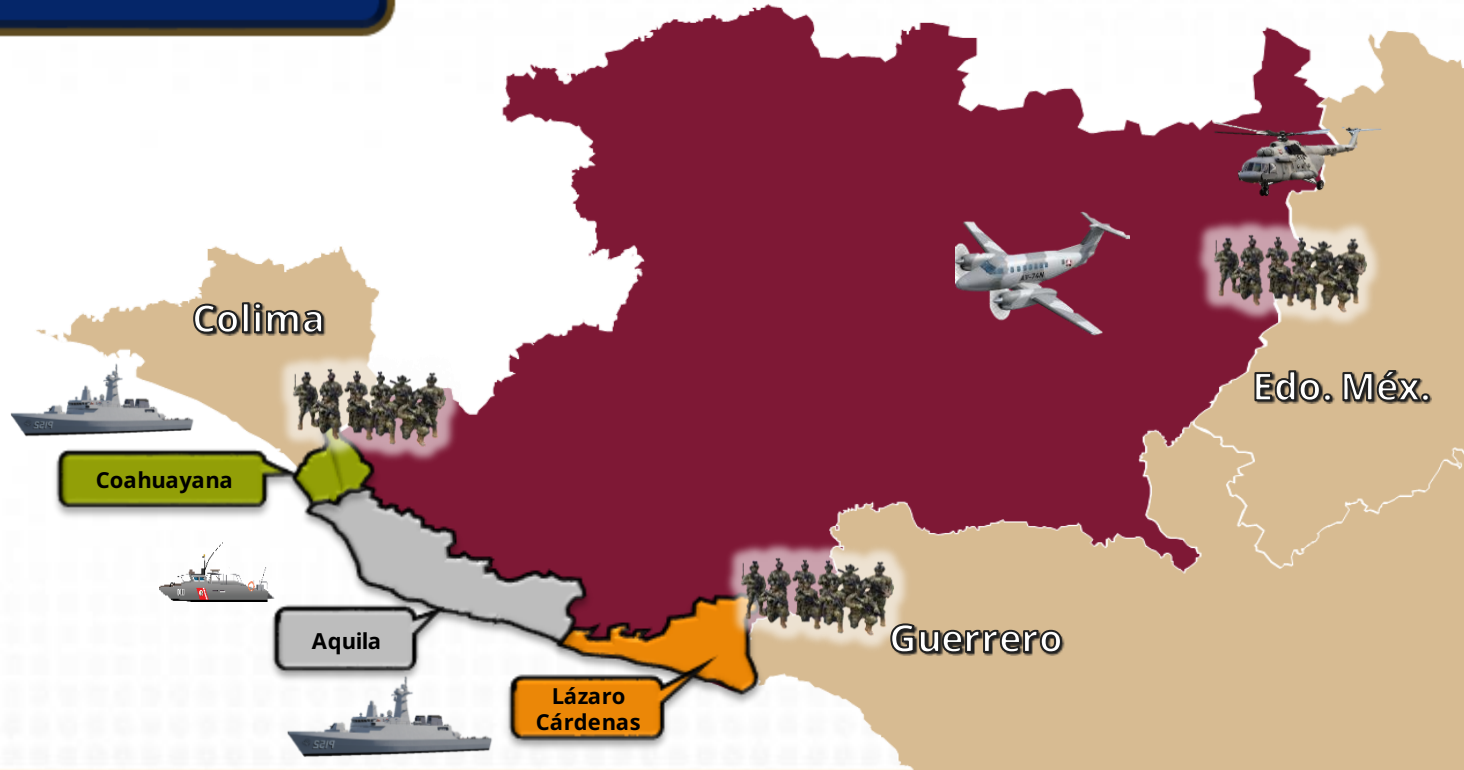 Colima
Edo. Méx.
Coahuayana
Aquila
Guerrero
Lázaro
Cárdenas